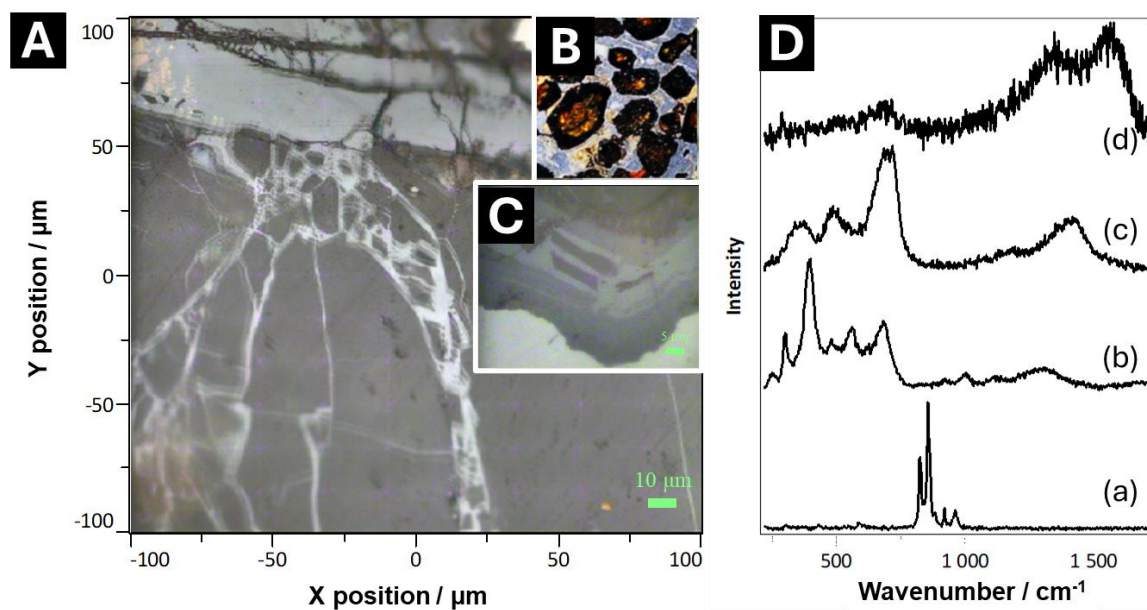 A
B
C
D
100
50
0
-50
-100
Y position / µm
-100
-50
0
50
100
X position / µm
10 µm
5 µm
Intensity
(d)
(c)
(b)
(a)
500
1 000
1 500
Wavenumber / cm⁻¹